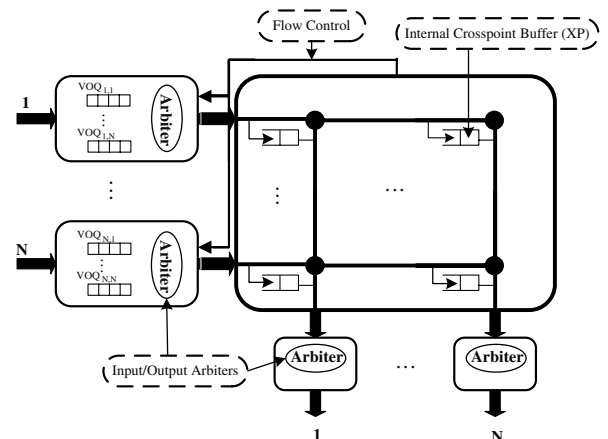 Flow Control
Internal Crosspoint Buffer (XP)
1
VOQ1,1
...
VOQ1,N
Arbiter
...
...
...
N
VOQN,1
...
VOQN,N
Arbiter
Input/Output Arbiters
Arbiter
...
Arbiter
1
N